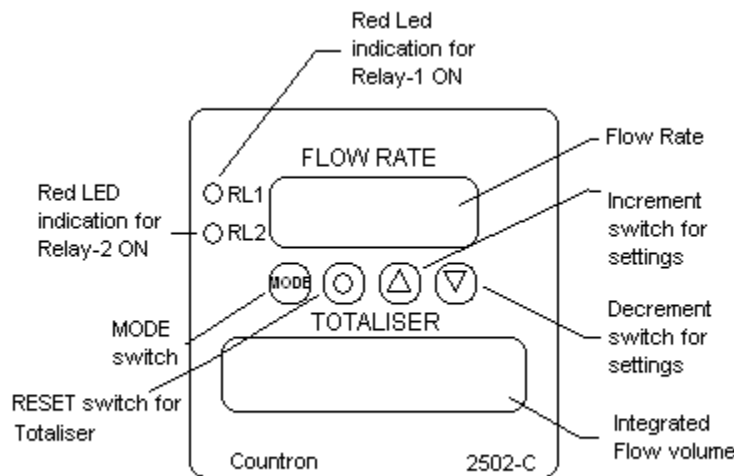 Red Led
indication for
Relay-1 ON
FLOW RATE
Flow Rate
RL1
Red LED
indication for
Relay-2 ON
RL2
Increment
switch for
settings
MODE
TOTALISER
MODE
switch
Decrement
switch for
settings
RESET switch for
Totaliser
Integrated
Flow volume
Countron
2502-C